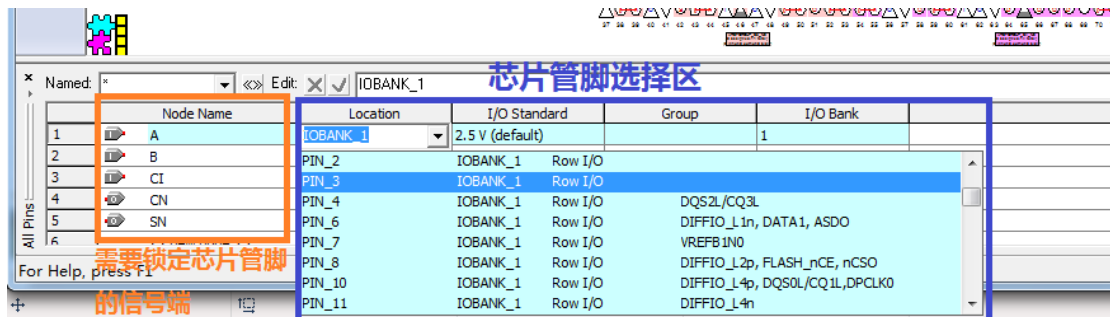 芯片管脚选择区
Named: * Edit: IOBANK_1
Node Name Location I/O Standard Group I/O Bank
1 A IOBANK_1 2.5 V (default) 1
2 B PIN_2 IOBANK_1 Row I/O
3 CI PIN_3 IOBANK_1 Row I/O
4 CN PIN_4 IOBANK_1 Row I/O DQS2L/CQ3L
5 SN PIN_6 IOBANK_1 Row I/O DIFFIO_L1n, DATA1, ASDO
6 PIN_7 IOBANK_1 Row I/O VREFB1N0
PIN_8 IOBANK_1 Row I/O DIFFIO_L2p, FLASH_nCE, nCSO
PIN_10 IOBANK_1 Row I/O DIFFIO_L4p, DQS0L/CQ1L,DPCLK0
PIN_11 IOBANK_1 Row I/O DIFFIO_L4n
All Pins
需要锁定芯片管脚
的信号端
For Help, press F1